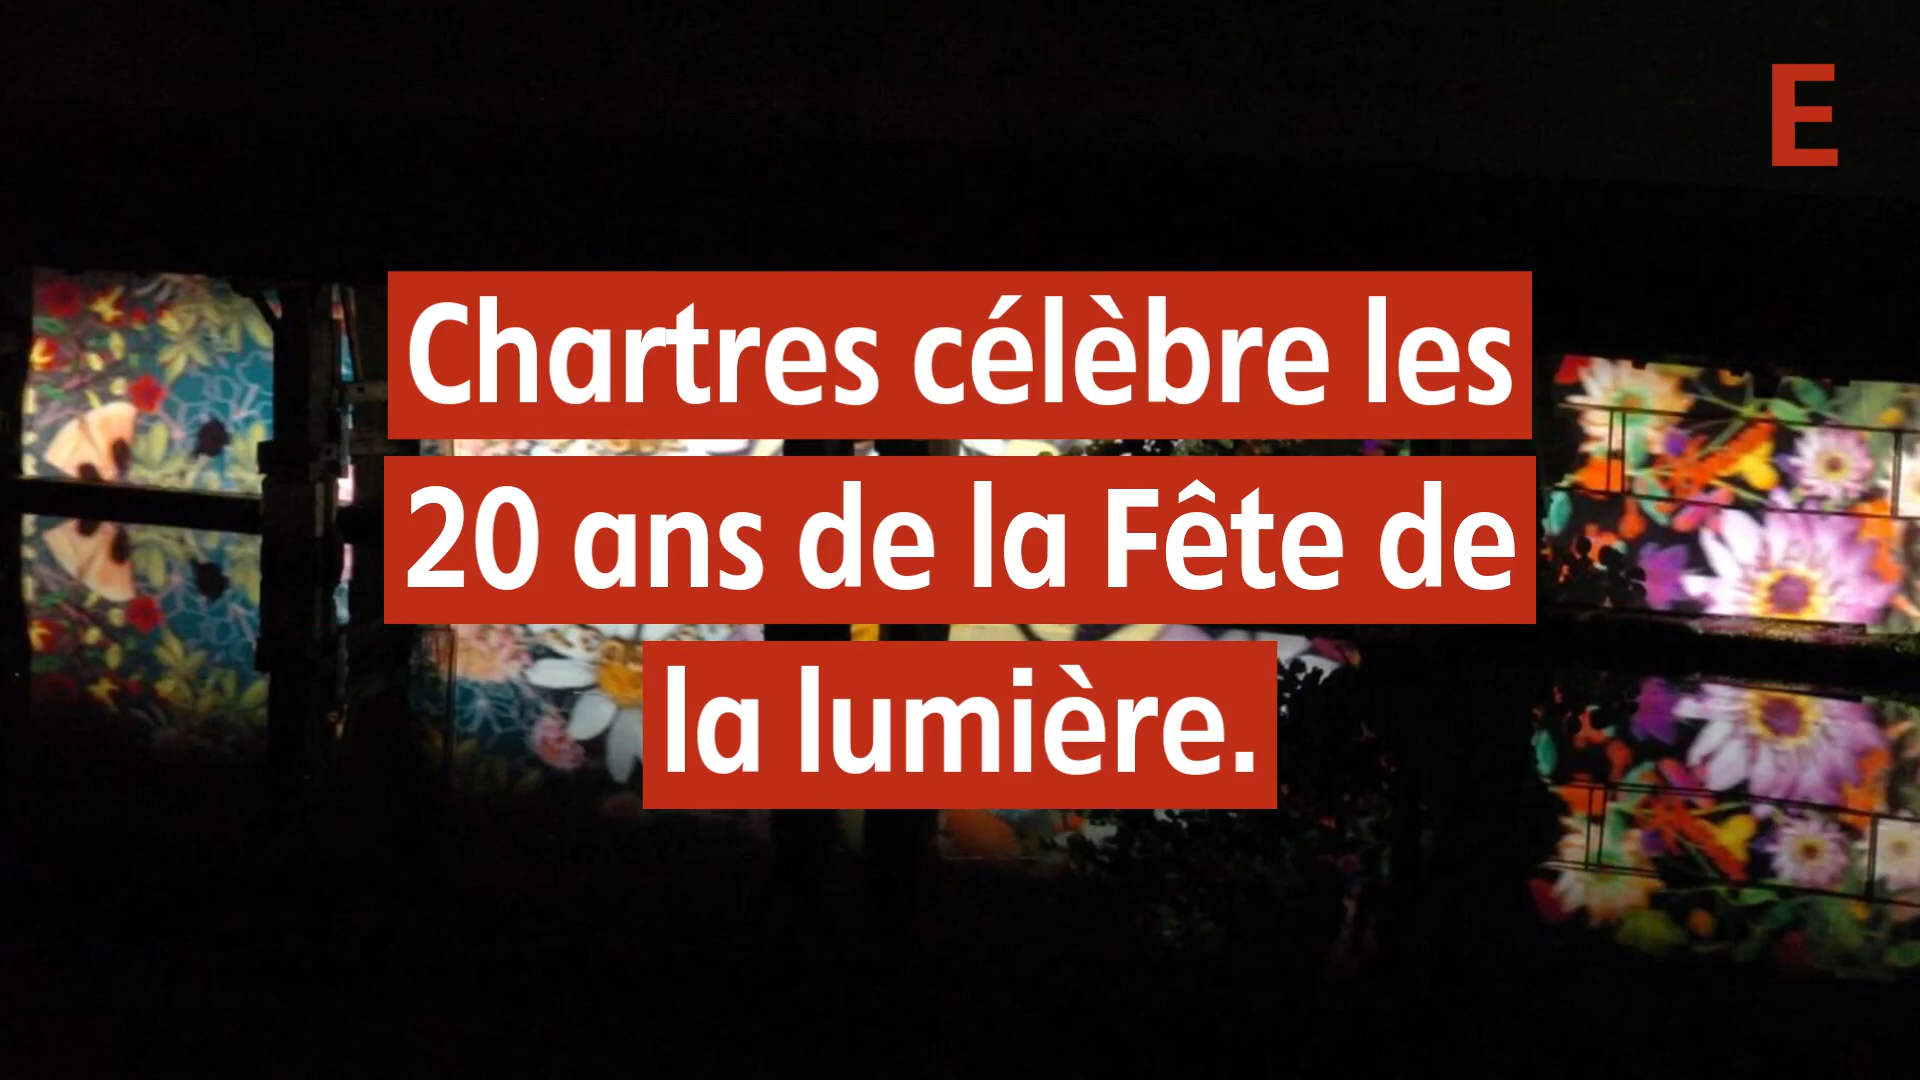 E
Chartres célèbre les
20 ans de la Fête de
la lumière.